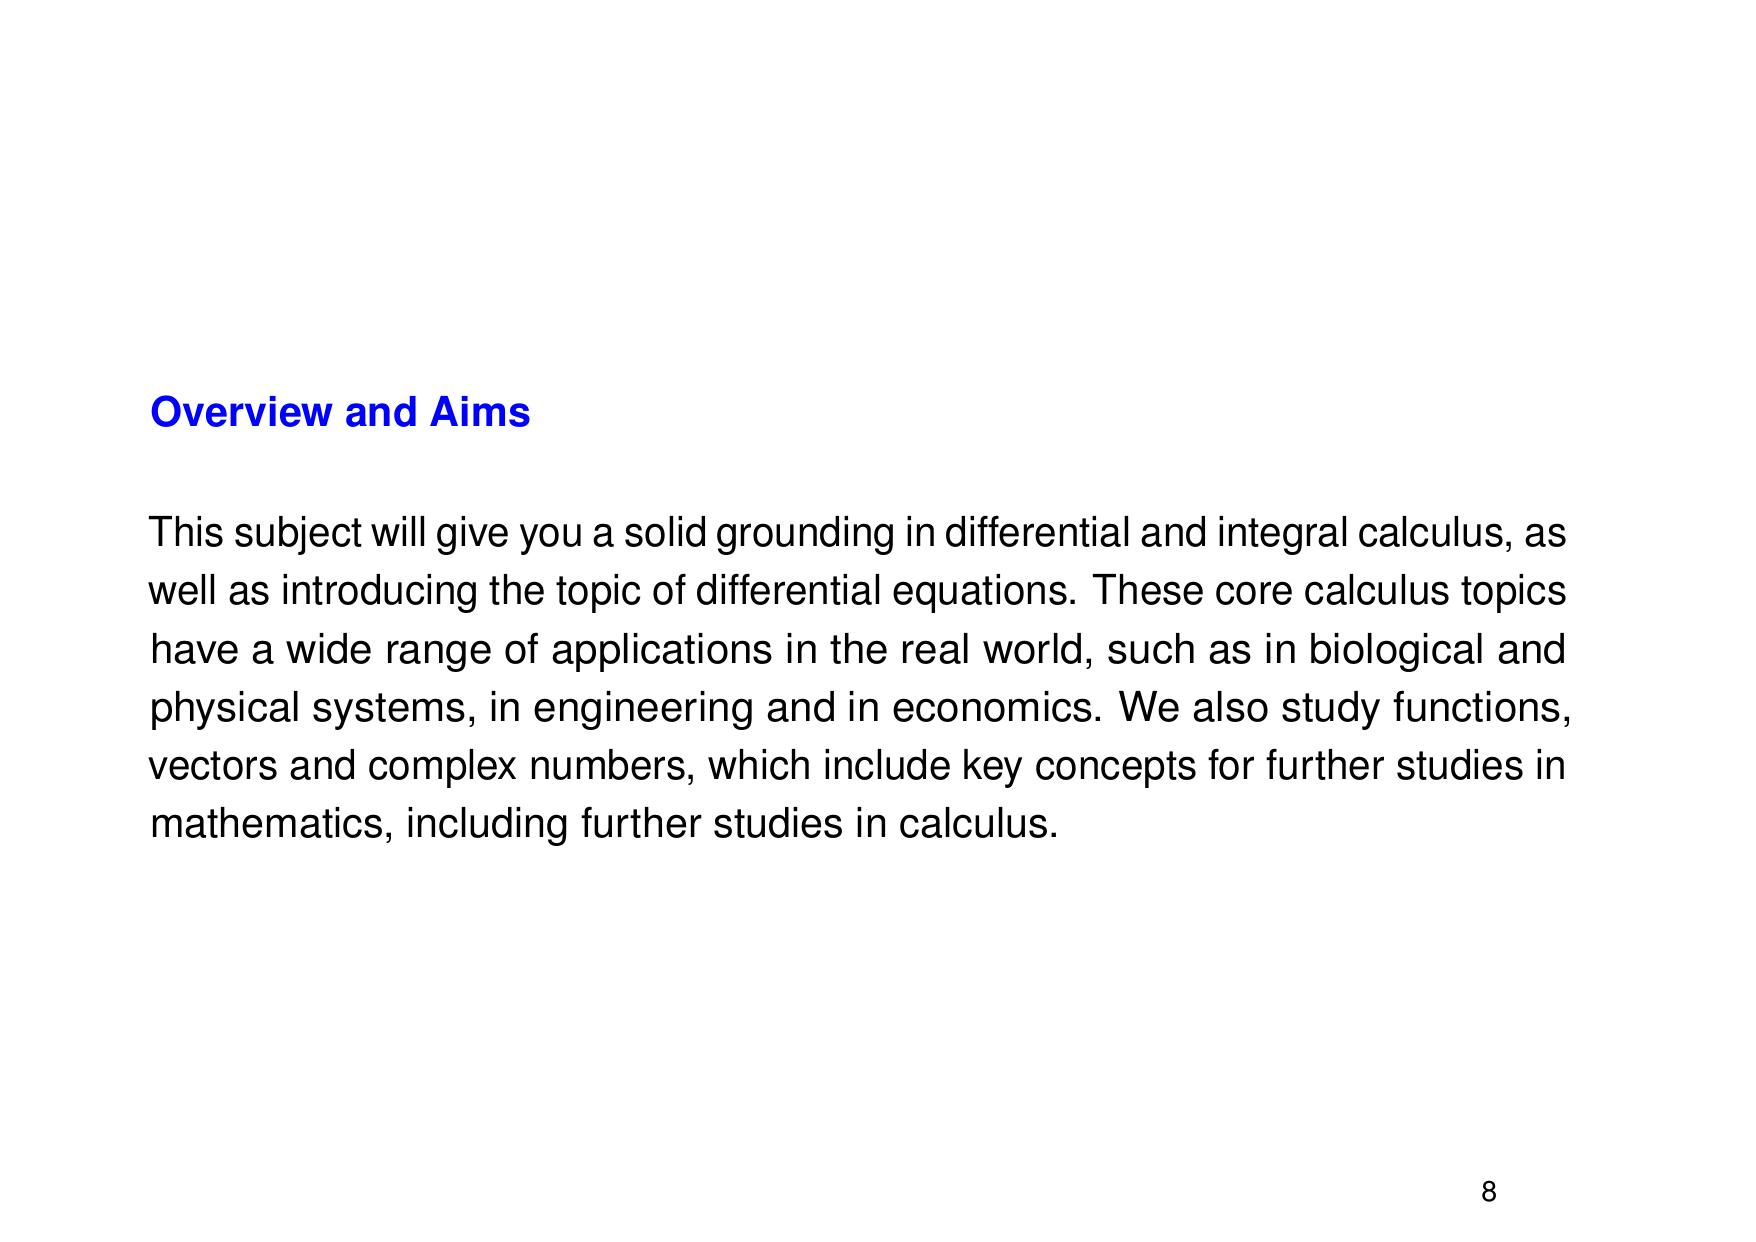 Overview and Aims
This subject will give you a solid grounding in differential and integral calculus, as
well as introducing the topic of differential equations. These core calculus topics
have a wide range of applications in the real world, such as in biological and
physical systems, in engineering and in economics. We also study functions,
vectors and complex numbers, which include key concepts for further studies in
mathematics, including further studies in calculus.
8